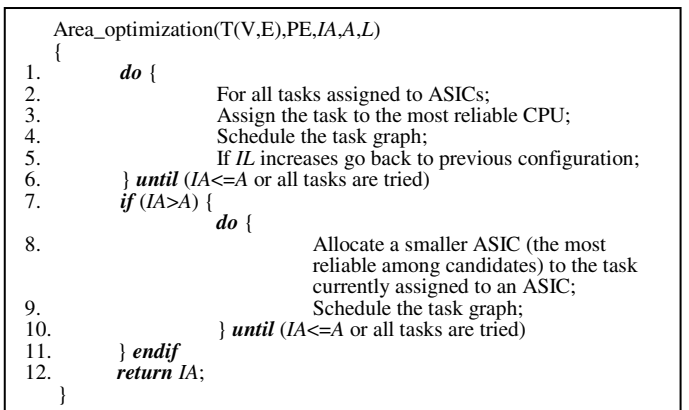 Area_optimization(T(V,E),PE,IA,A,L)
{
1. do {
2. For all tasks assigned to ASICs;
3. Assign the task to the most reliable CPU;
4. Schedule the task graph;
5. If IL increases go back to previous configuration;
6. } until (IA<=A or all tasks are tried)
7. if (IA>A) {
do {
8. Allocate a smaller ASIC (the most
reliable among candidates) to the task
currently assigned to an ASIC;
9. Schedule the task graph;
10. } until (IA<=A or all tasks are tried)
11. } endif
12. return IA;
}